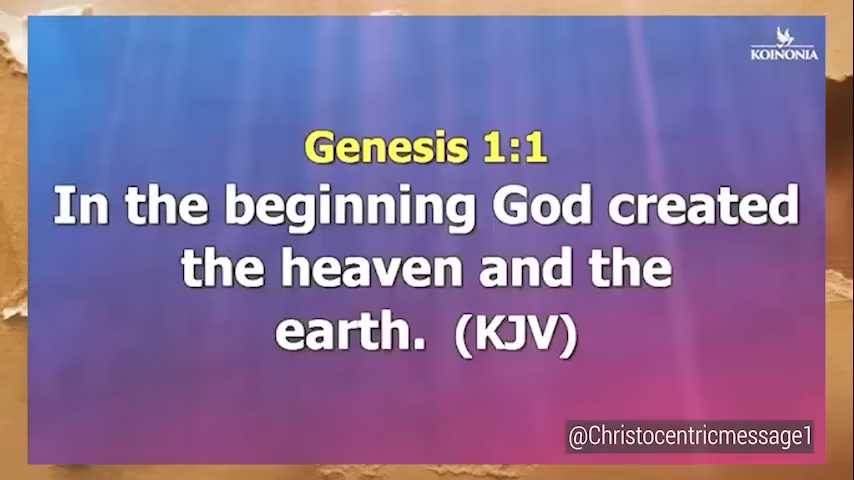 KOINONIA
Genesis 1:1
In the beginning God created
the heaven and the
earth. (KJV)
@Christocentricmessage1